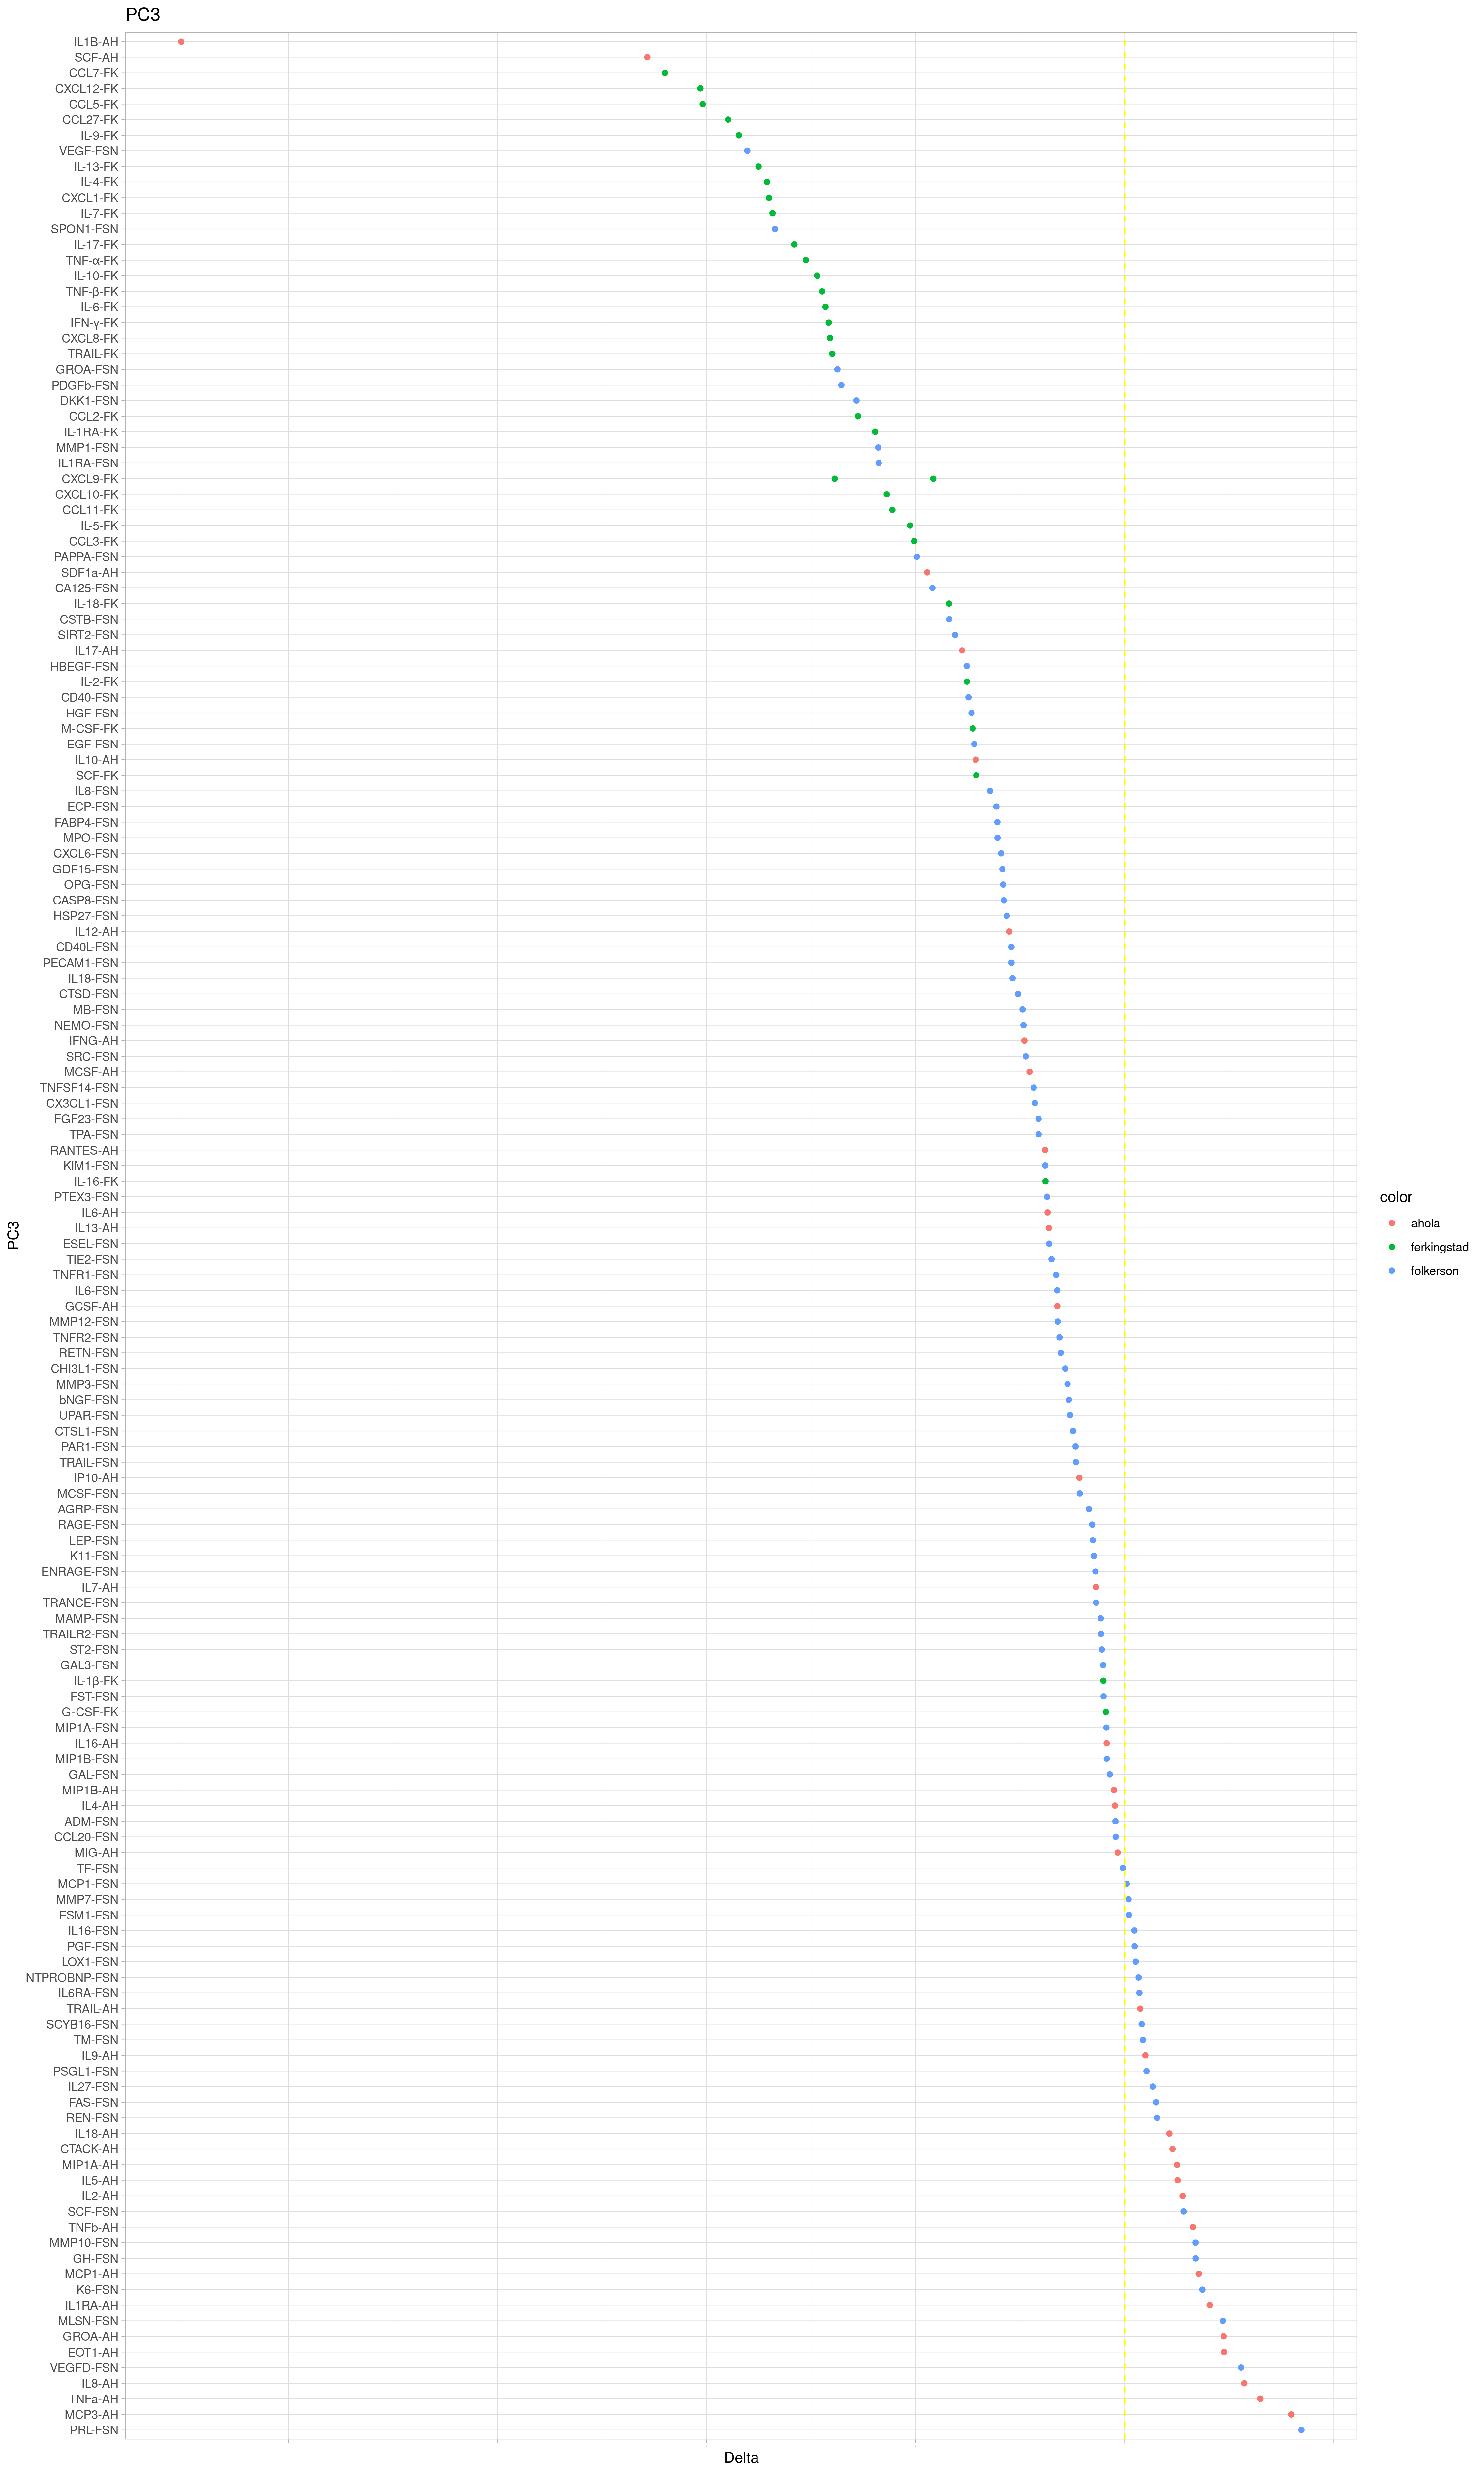 PC3
IL1B-AH
SCF-AH
CCL7-FK
CXCL12-FK
CCL5-FK
CCL27-FK
IL-9-FK
VEGF-FSN
IL-13-FK
IL-4-FK
CXCL1-FK
IL-7-FK
SPON1-FSN
IL-17-FK
TNF-α-FK
IL-10-FK
TNF-β-FK
IL-6-FK
IFN-γ-FK
CXCL8-FK
TRAIL-FK
GROA-FSN
PDGFb-FSN
DKK1-FSN
CCL2-FK
IL-1RA-FK
MMP1-FSN
IL1RA-FSN
CXCL9-FK
CXCL10-FK
CCL11-FK
IL-5-FK
CCL3-FK
PAPPA-FSN
SDF1a-AH
CA125-FSN
IL-18-FK
CSTB-FSN
SIRT2-FSN
IL17-AH
HBEGF-FSN
IL-2-FK
CD40-FSN
HGF-FSN
M-CSF-FK
EGF-FSN
IL10-AH
SCF-FK
IL8-FSN
ECP-FSN
FABP4-FSN
MPO-FSN
CXCL6-FSN
GDF15-FSN
OPG-FSN
CASP8-FSN
HSP27-FSN
IL12-AH
CD40L-FSN
PECAM1-FSN
IL18-FSN
CTSD-FSN
MB-FSN
NEMO-FSN
IFNG-AH
SRC-FSN
MCSF-AH
TNFSF14-FSN
CX3CL1-FSN
FGF23-FSN
TPA-FSN
RANTES-AH
KIM1-FSN
IL-16-FK
PTEX3-FSN
IL6-AH
IL13-AH
ESEL-FSN
TIE2-FSN
TNFR1-FSN
IL6-FSN
GCSF-AH
MMP12-FSN
TNFR2-FSN
RETN-FSN
CHI3L1-FSN
MMP3-FSN
bNGF-FSN
UPAR-FSN
CTSL1-FSN
PAR1-FSN
TRAIL-FSN
IP10-AH
MCSF-FSN
AGRP-FSN
RAGE-FSN
LEP-FSN
K11-FSN
ENRAGE-FSN
IL7-AH
TRANCE-FSN
MAMP-FSN
TRAILR2-FSN
ST2-FSN
GAL3-FSN
IL-1β-FK
FST-FSN
G-CSF-FK
MIP1A-FSN
IL16-AH
MIP1B-FSN
GAL-FSN
MIP1B-AH
IL4-AH
ADM-FSN
CCL20-FSN
MIG-AH
TF-FSN
MCP1-FSN
MMP7-FSN
ESM1-FSN
IL16-FSN
PGF-FSN
LOX1-FSN
NTPROBNP-FSN
IL6RA-FSN
TRAIL-AH
SCYB16-FSN
TM-FSN
IL9-AH
PSGL1-FSN
IL27-FSN
FAS-FSN
REN-FSN
IL18-AH
CTACK-AH
MIP1A-AH
IL5-AH
IL2-AH
SCF-FSN
TNFb-AH
MMP10-FSN
GH-FSN
MCP1-AH
K6-FSN
IL1RA-AH
MLSN-FSN
GROA-AH
EOT1-AH
VEGFD-FSN
IL8-AH
TNFa-AH
MCP3-AH
PRL-FSN
PC3
Delta
color
ahola
ferkingstad
folkerson